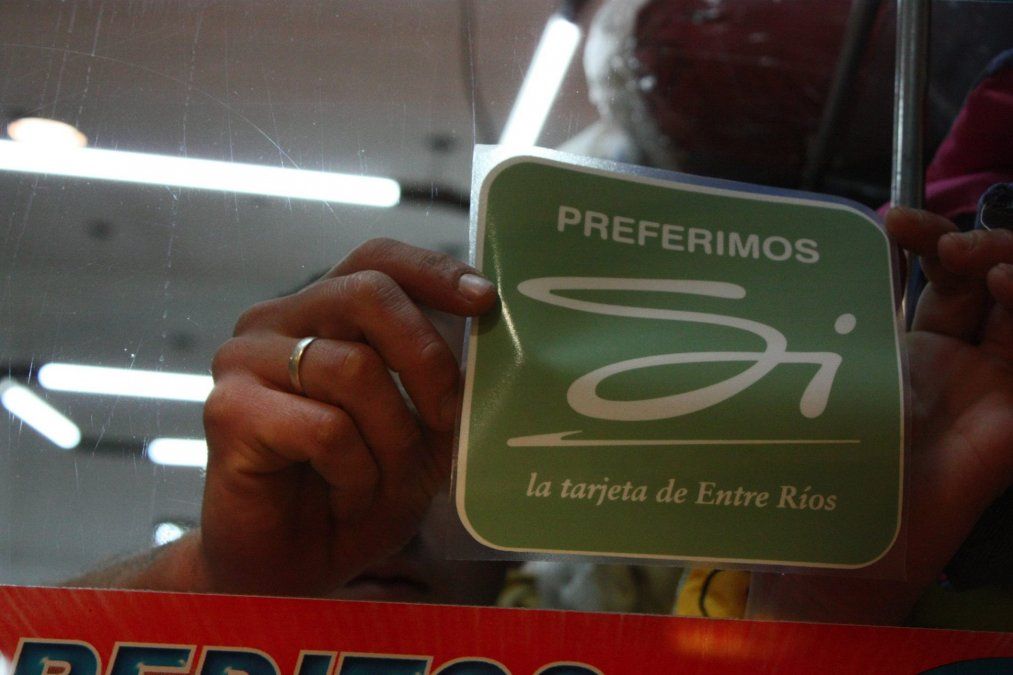 PREFERIMOS
Si
la tarjeta de Entre Ríos